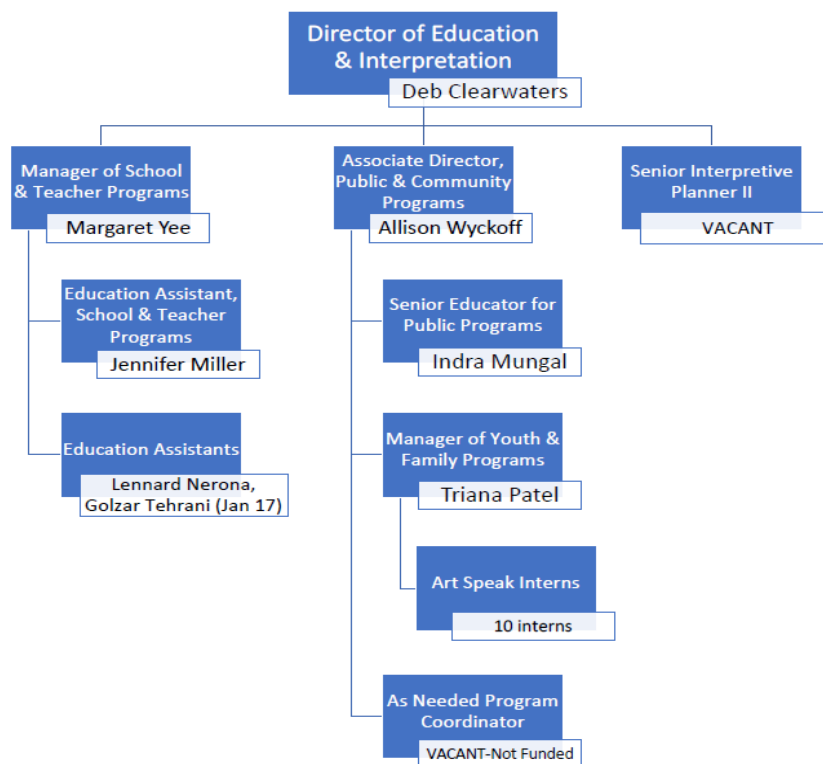 Director of Education
& Interpretation
Deb Clearwaters
Manager of School
& Teacher Programs
Margaret Yee
Education Assistant,
School & Teacher
Programs
Jennifer Miller
Education Assistants
Lennard Nerona,
Golzar Tehrani (Jan 17)
Associate Director,
Public & Community
Programs
Allison Wyckoff
Senior Educator for
Public Programs
Indra Mungal
Manager of Youth &
Family Programs
Triana Patel
Art Speak Interns
10 interns
As Needed Program
Coordinator
VACANT-Not Funded
Senior Interpretive
Planner II
VACANT